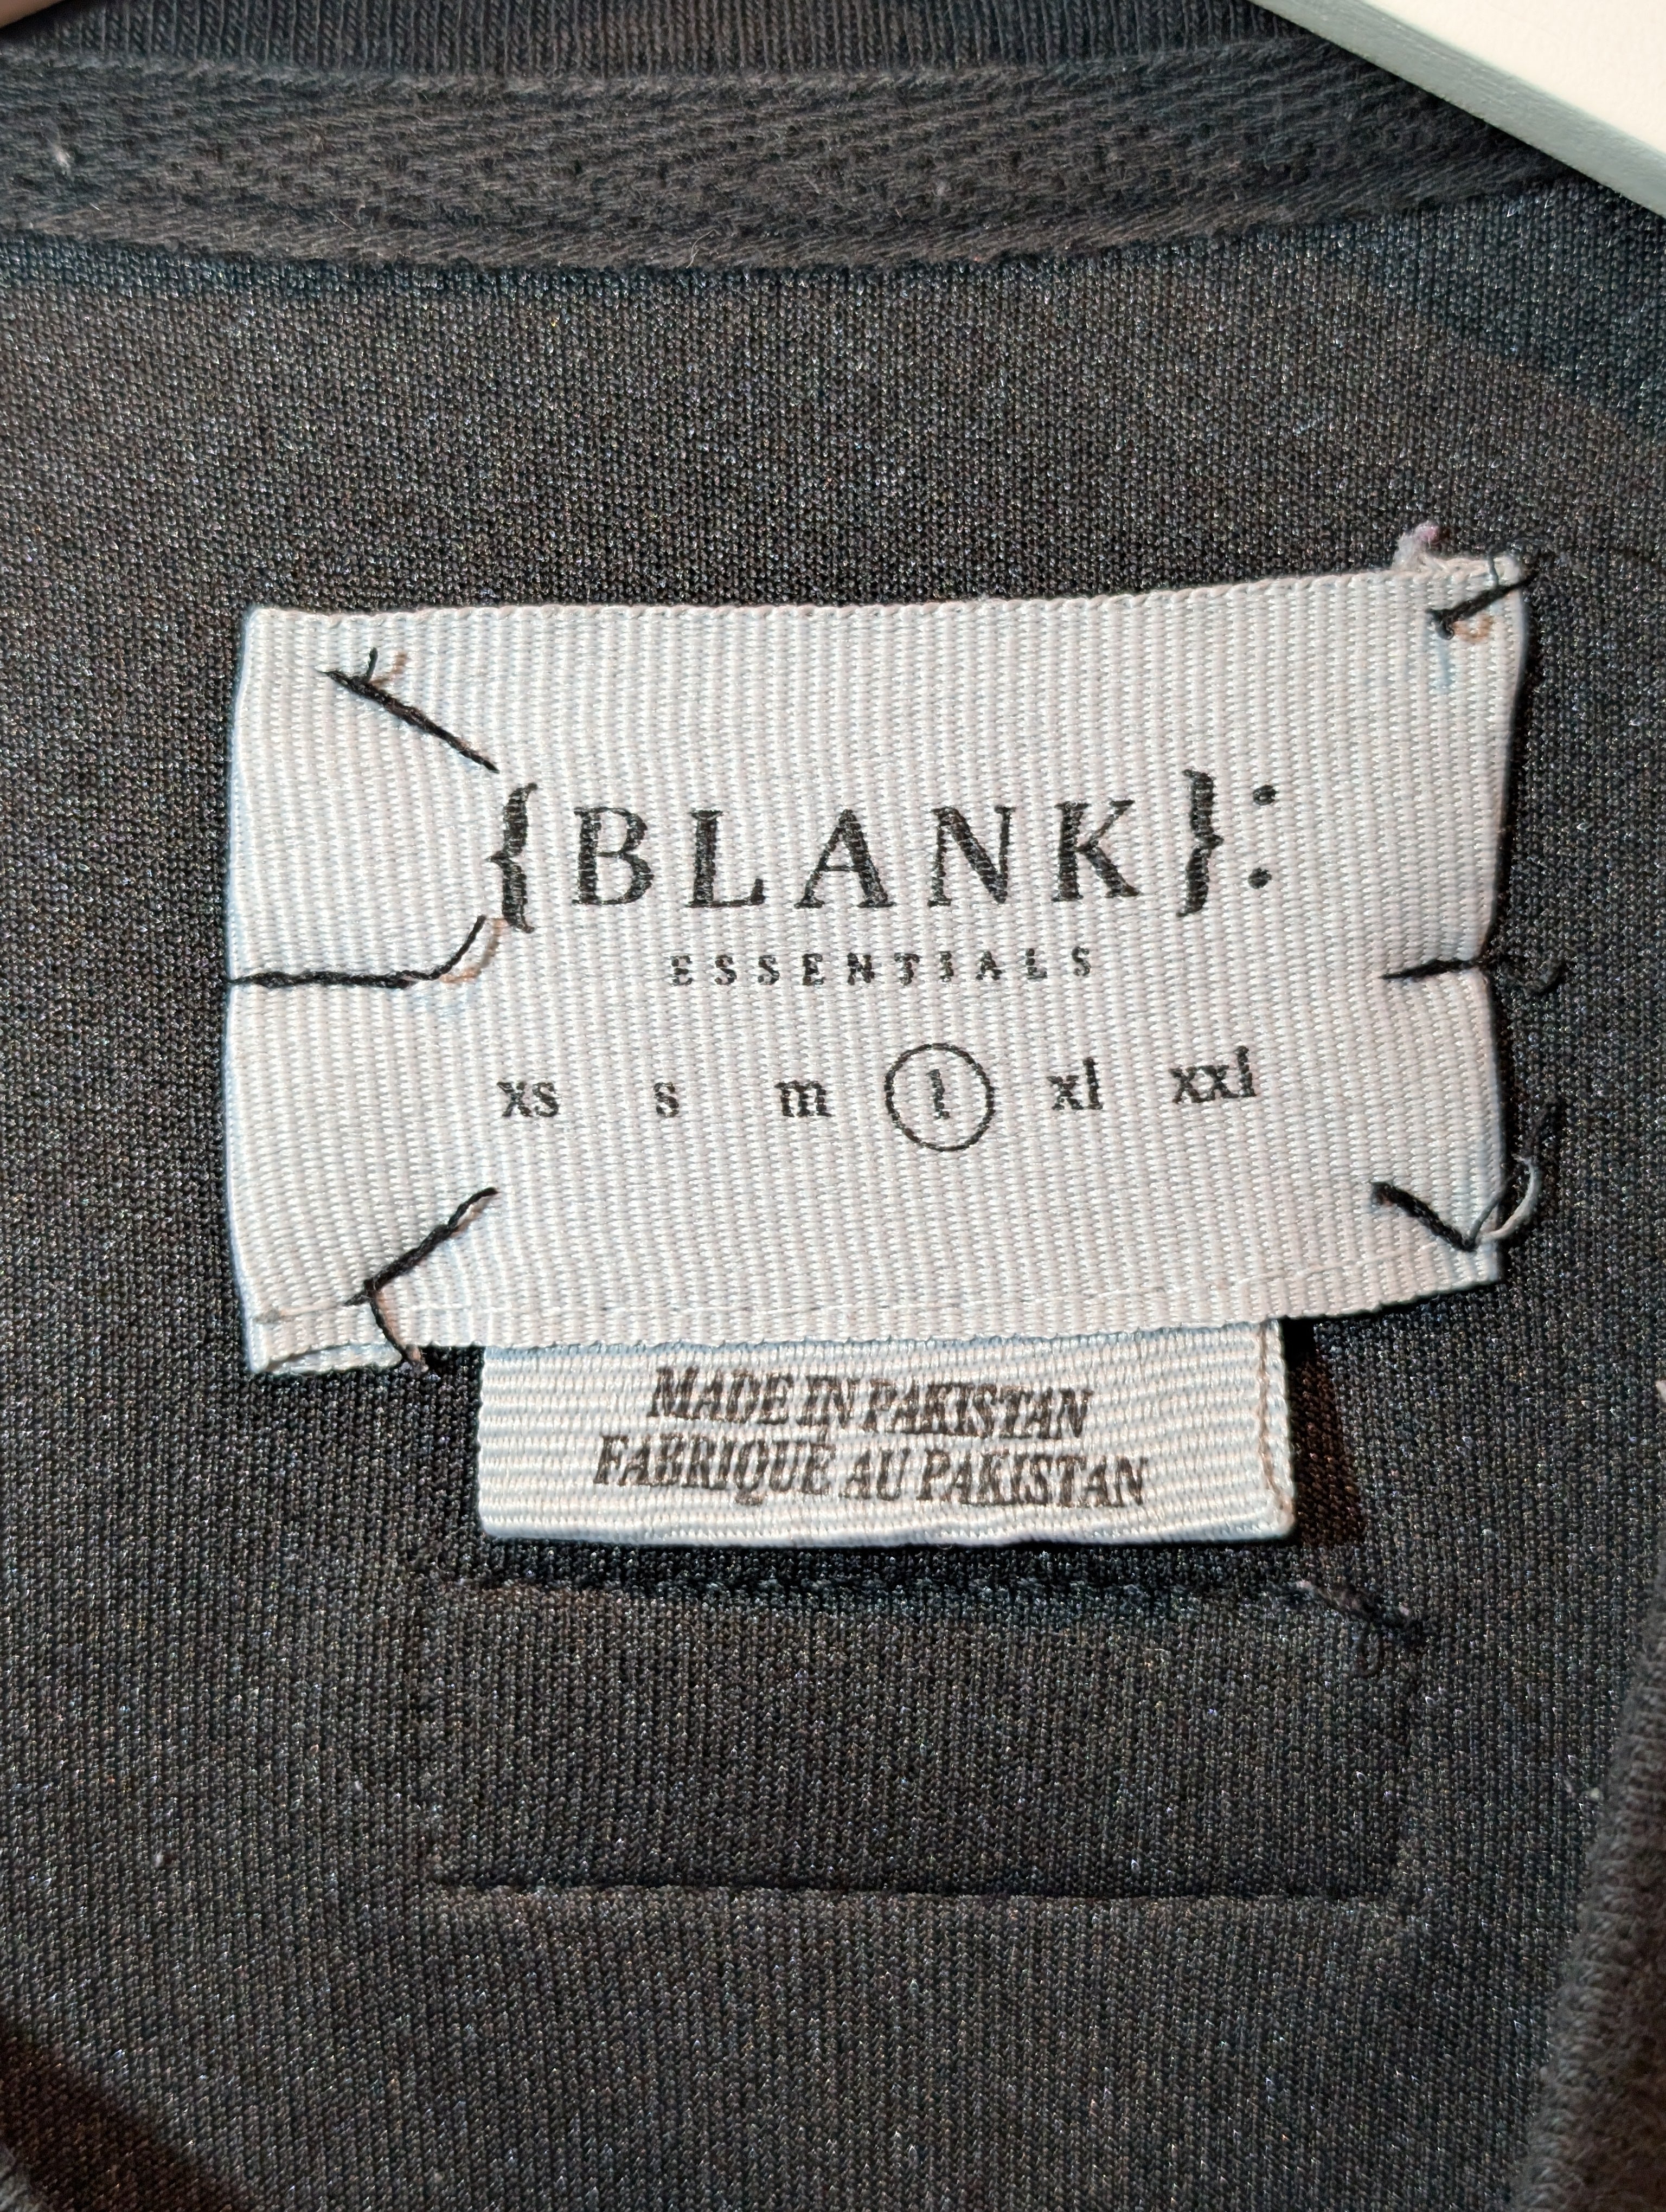 {BLANK}:
ESSENTIALS
xs s m l xl xxl
MADE IN PAKISTAN
FABRIQUÉ AU PAKISTAN